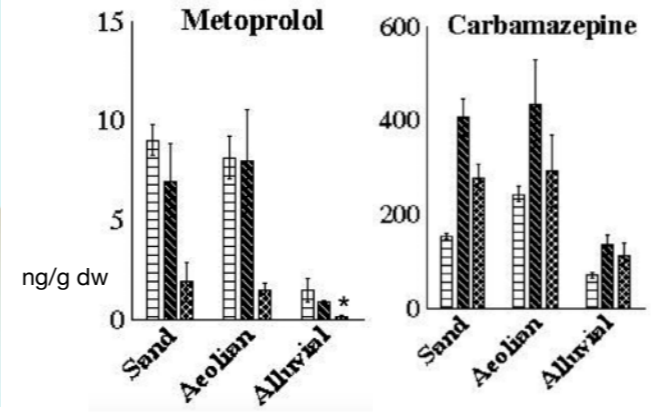 Metoprolol
15
10
5
0
ng/g dw
*
Sand
Aeolian
Alluvial
Carbamazepine
600
400
200
0
Sand
Aeolian
Alluvial